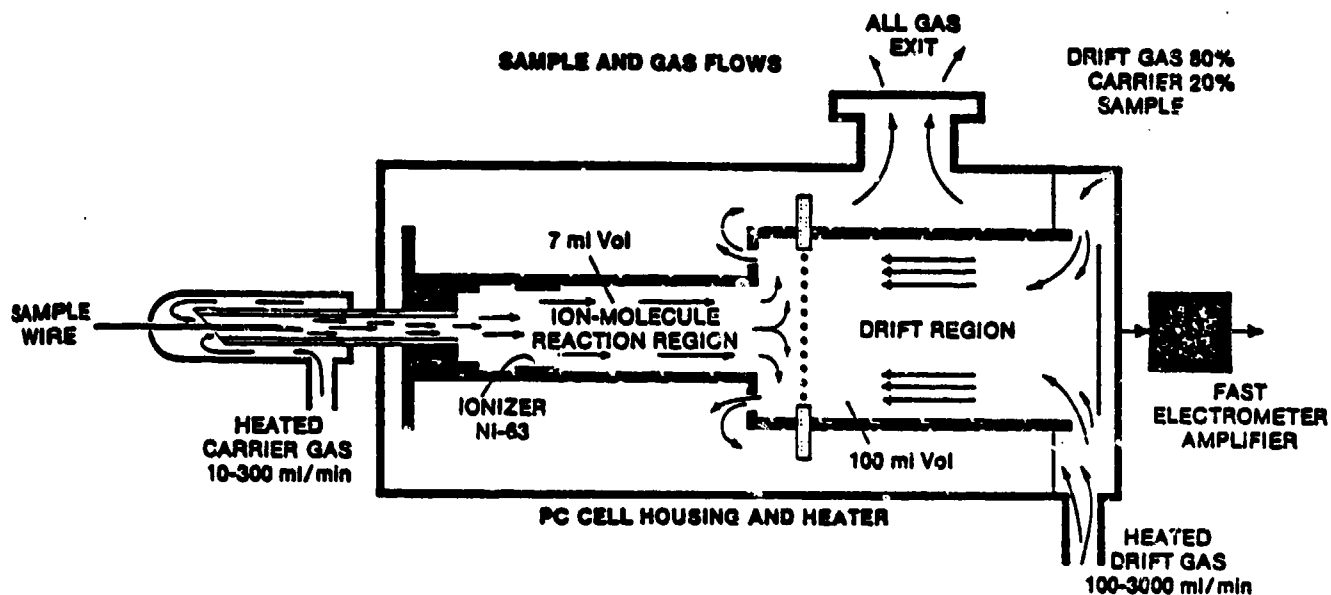 SAMPLE AND GAS FLOWS
ALL GAS
EXIT
DRIFT GAS 80%
CARRIER 20%
SAMPLE
7 ml Vol
SAMPLE
WIRE
ION-MOLECULE
REACTION REGION
DRIFT REGION
IONIZER
Ni-63
HEATED
CARRIER GAS
10-300 ml/min
100 ml Vol
FAST
ELECTROMETER
AMPLIFIER
PC CELL HOUSING AND HEATER
HEATED
DRIFT GAS
100-3000 ml/min